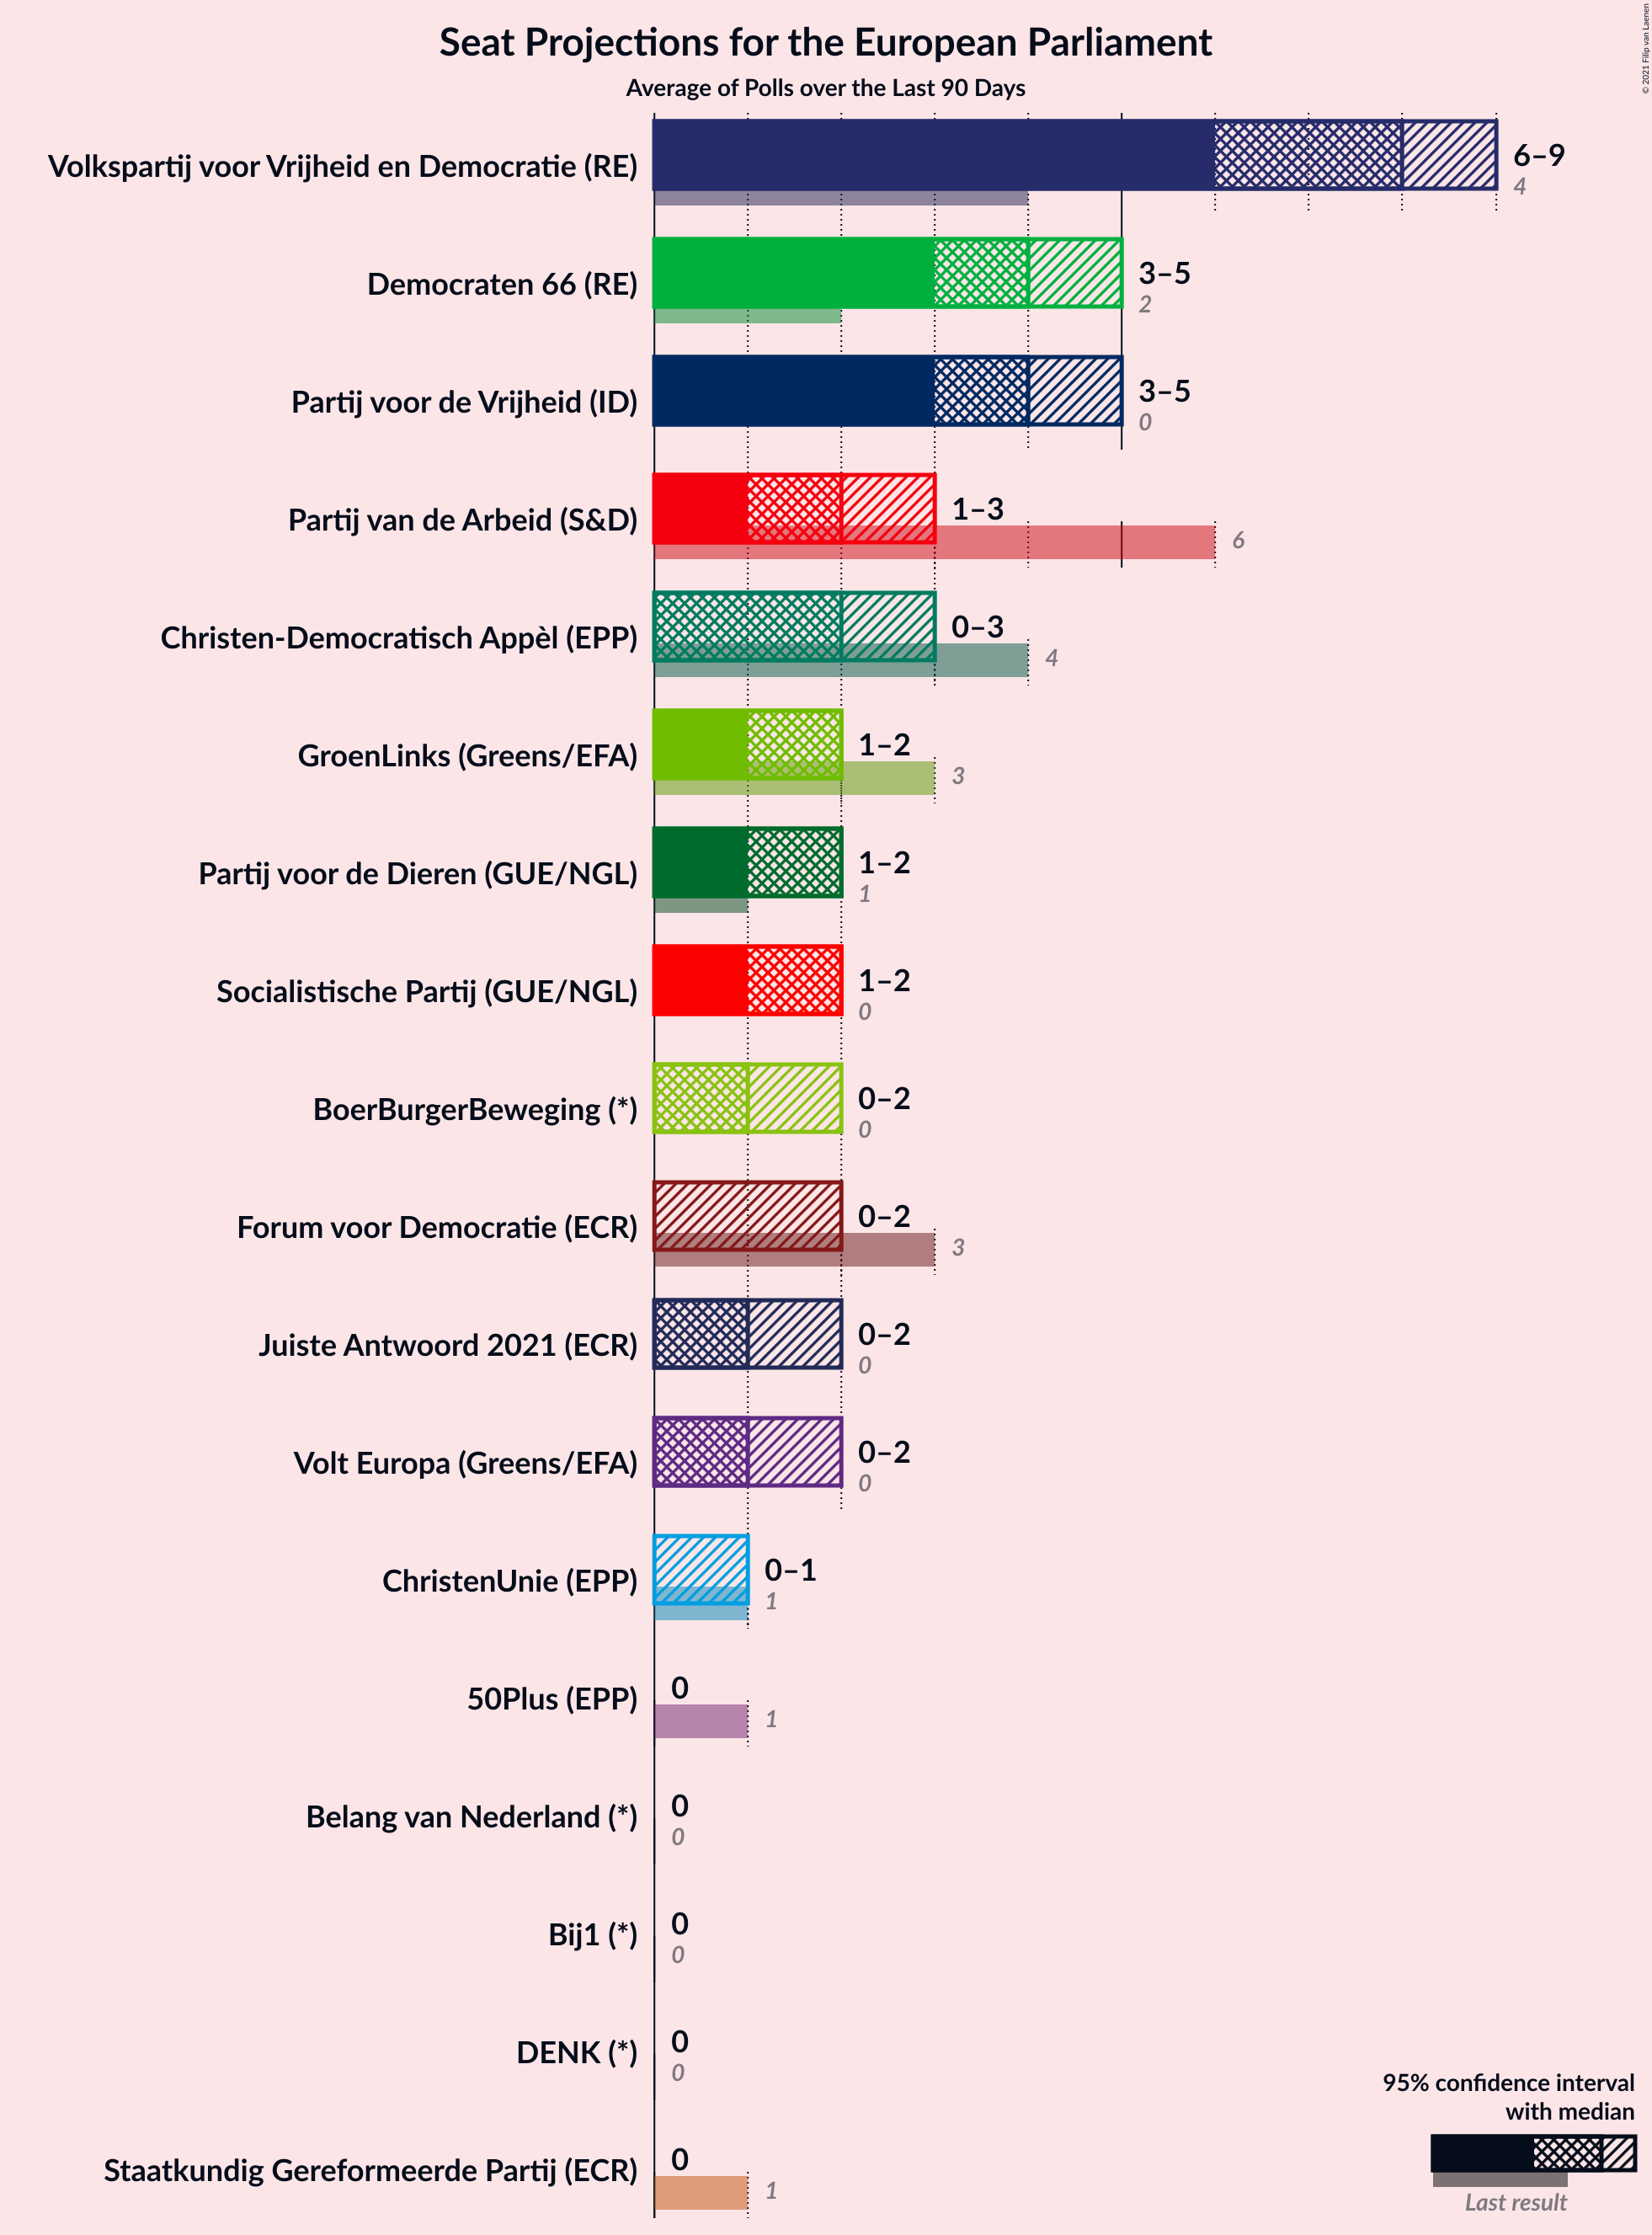 Seat Projections for the European Parliament
Average of Polls over the Last 90 Days
© 2021 Filip van Laenen
Volkspartij voor Vrijheid en Democratie (RE)
6–9
4
Democraten 66 (RE)
3–5
2
Partij voor de Vrijheid (ID)
3–5
0
Partij van de Arbeid (S&D)
1–3
6
Christen-Democratisch Appèl (EPP)
0–3
4
GroenLinks (Greens/EFA)
1–2
3
Partij voor de Dieren (GUE/NGL)
1–2
1
Socialistische Partij (GUE/NGL)
1–2
0
BoerBurgerBeweging (*)
0–2
0
Forum voor Democratie (ECR)
0–2
3
Juiste Antwoord 2021 (ECR)
0–2
0
Volt Europa (Greens/EFA)
0–2
0
ChristenUnie (EPP)
0–1
1
50Plus (EPP)
0
1
Belang van Nederland (*)
0
0
Bij1 (*)
0
0
DENK (*)
0
0
Staatkundig Gereformeerde Partij (ECR)
0
1
95% confidence interval
with median
Last result